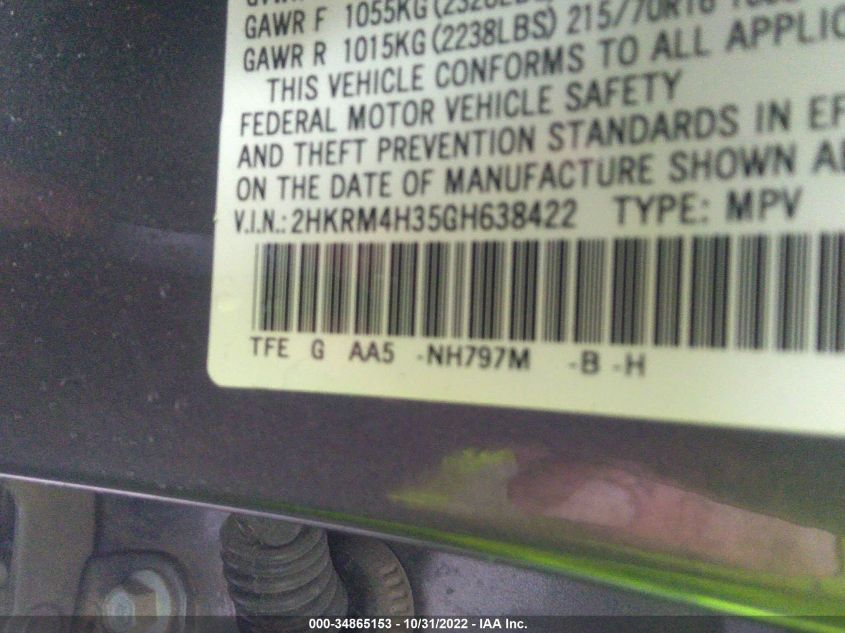 GAWR F 1055KG
GAWR R 1015KG (2238LBS) 215/70R16
THIS VEHICLE CONFORMS TO ALL APPLIC
FEDERAL MOTOR VEHICLE SAFETY
AND THEFT PREVENTION STANDARDS IN EF
ON THE DATE OF MANUFACTURE SHOWN AB
V.I.N.: 2HKRM4H35GH638422 TYPE: MPV
TFE G AA5 -NH797M -B -H
000-34865153 - 10/31/2022 - IAA Inc.